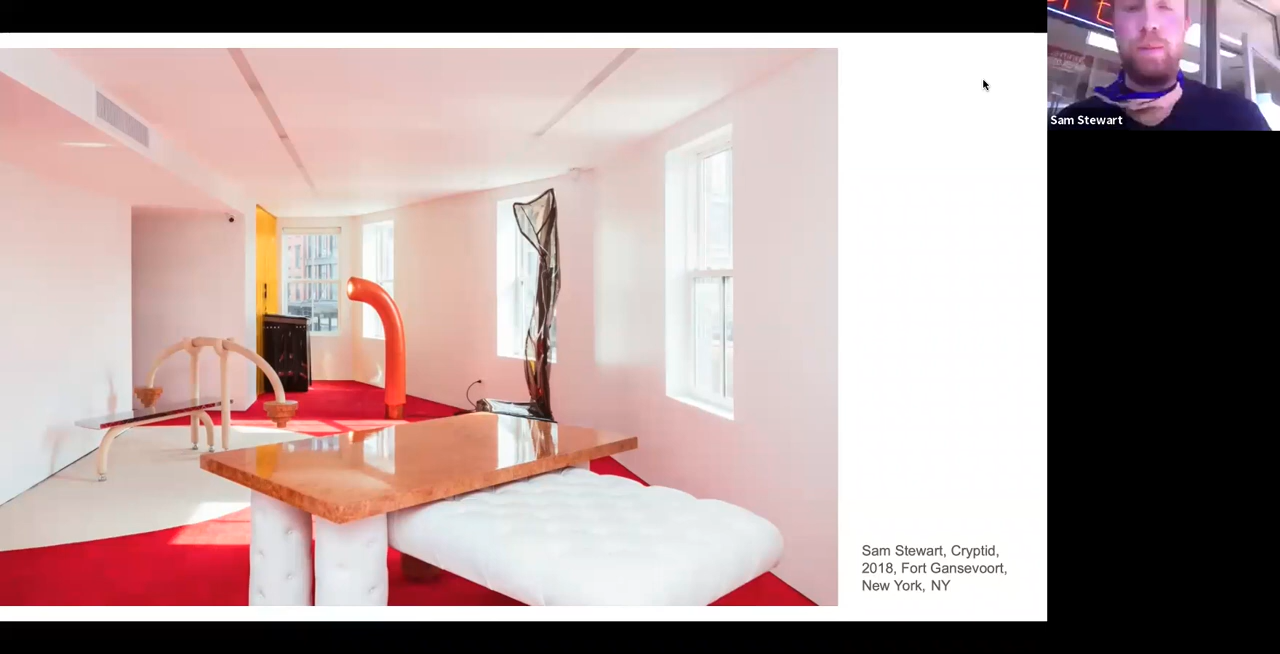 Sam Stewart
Sam Stewart, Cryptid,
2018, Fort Gansevoort,
New York, NY